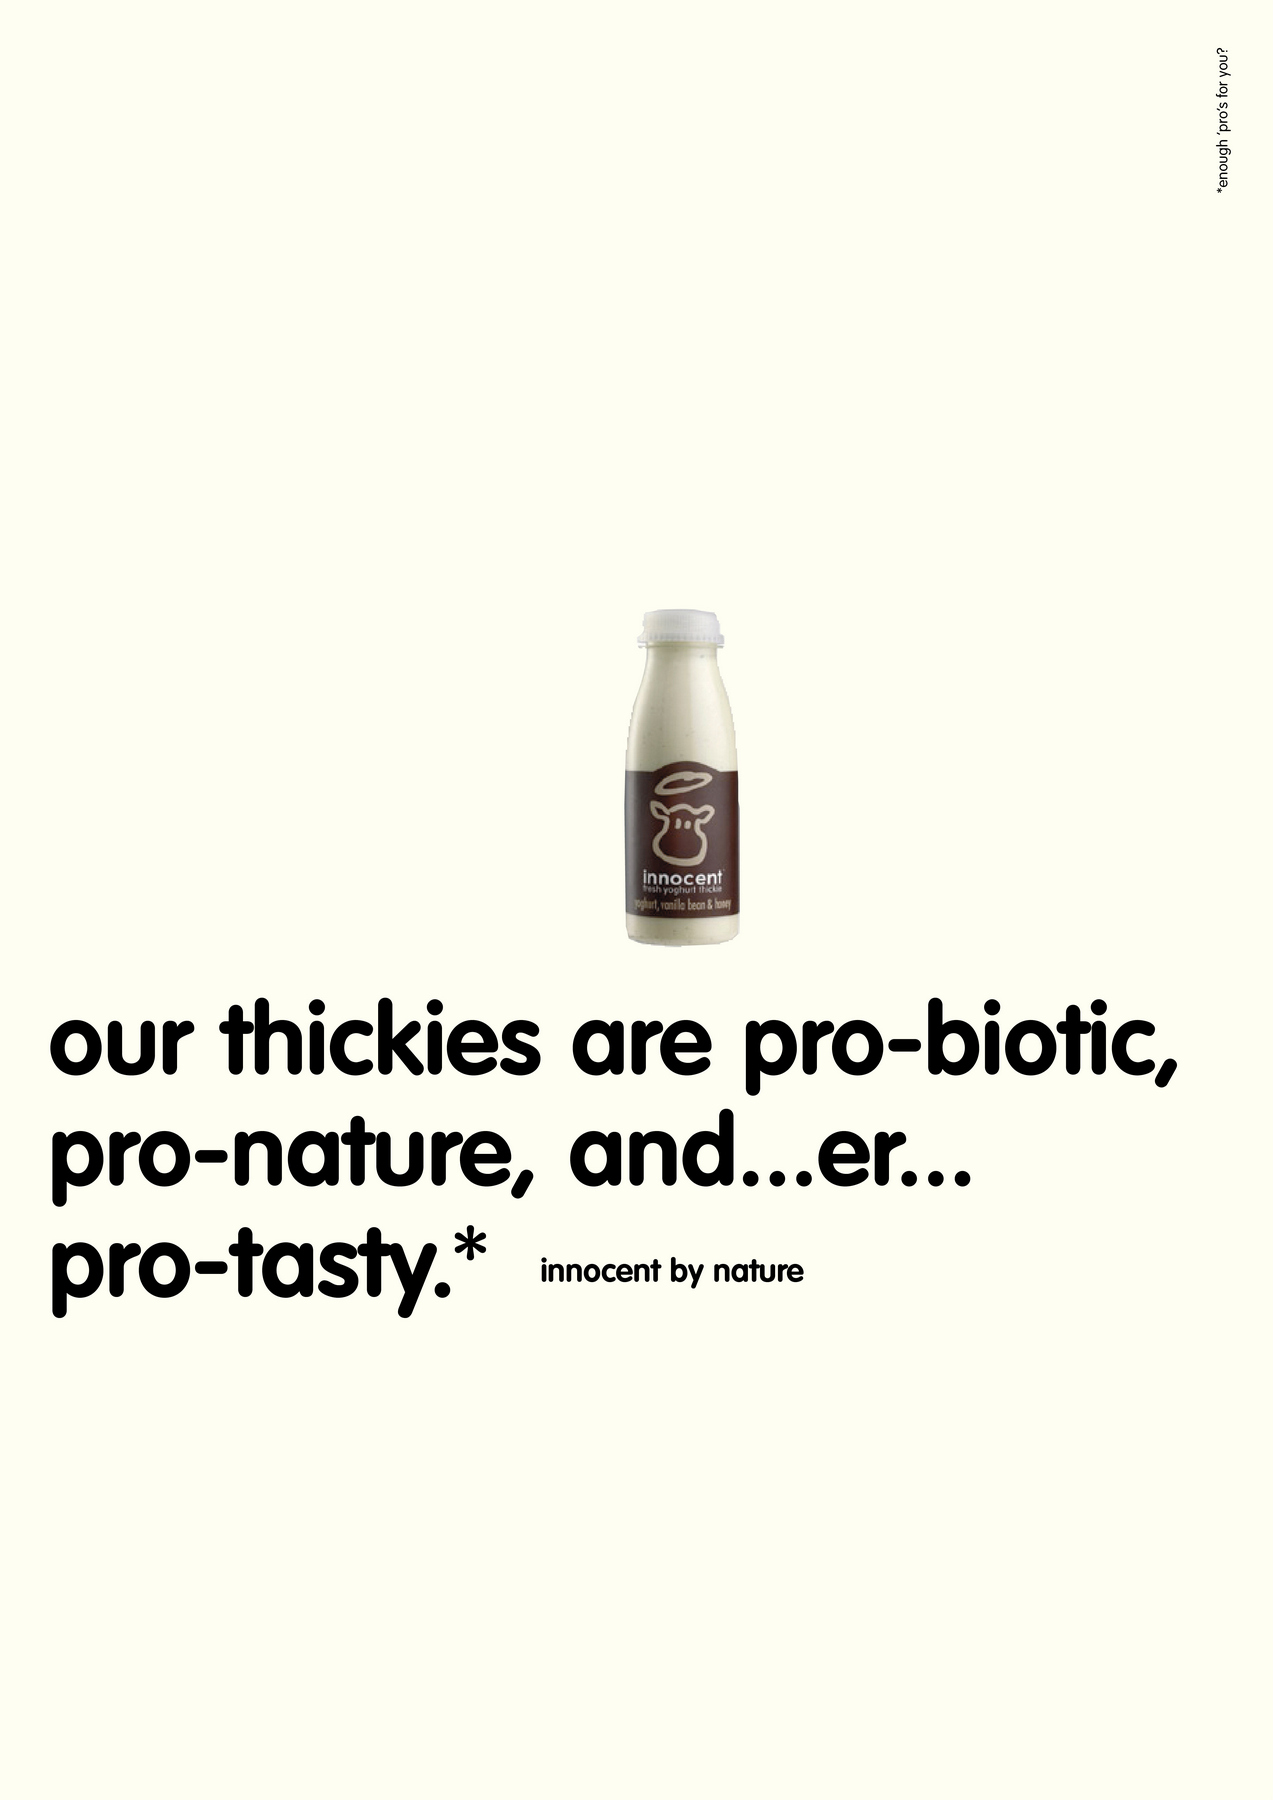 *enough 'pro's for you?
innocent
fresh yoghurt thickie
yoghurt, vanilla bean & honey
our thickies are pro-biotic,
pro-nature, and...er...
pro-tasty.*
innocent by nature